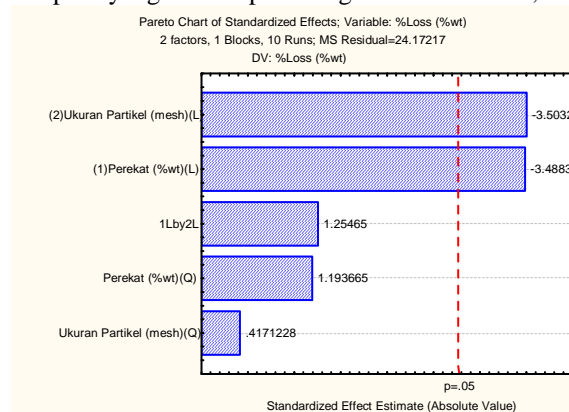 Pareto Chart of Standardized Effects; Variable: %Loss (%wt)
2 factors, 1 Blocks, 10 Runs; MS Residual=24.17217
DV: %Loss (%wt)
(2)Ukuran Partikel (mesh)(L
-3.5032
(1)Perekat (%wt)(L)
-3.4883
1Lby2L
1.25465
Perekat (%wt)(Q)
1.193665
Ukuran Partikel (mesh)(Q)
.4171228
p=.05
Standardized Effect Estimate (Absolute Value)